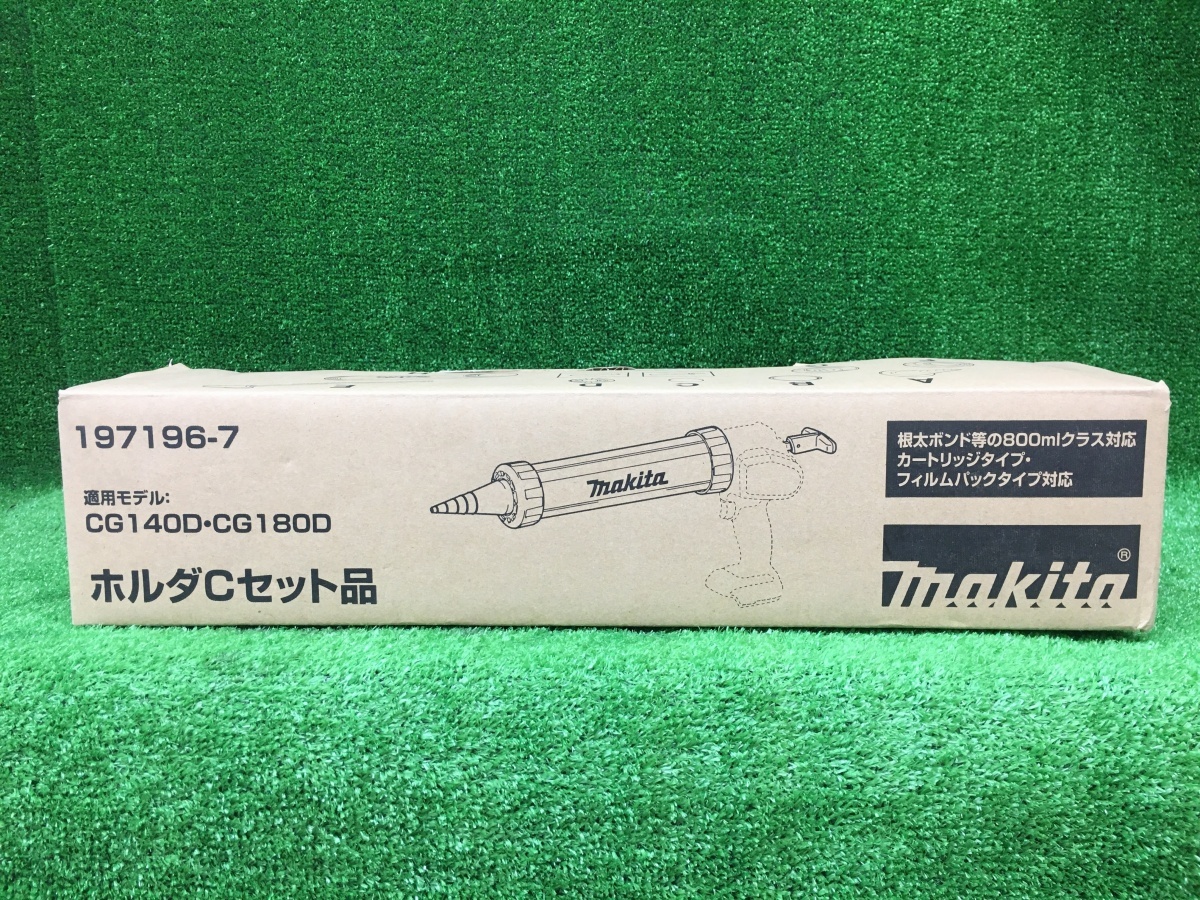 E
D
C
B
A
197196-7
適用モデル:
CG140D・CG180D
ホルダCセット品
makita
根太ボンド等の800mlクラス対応
カートリッジタイプ・
フィルムパックタイプ対応
makita®